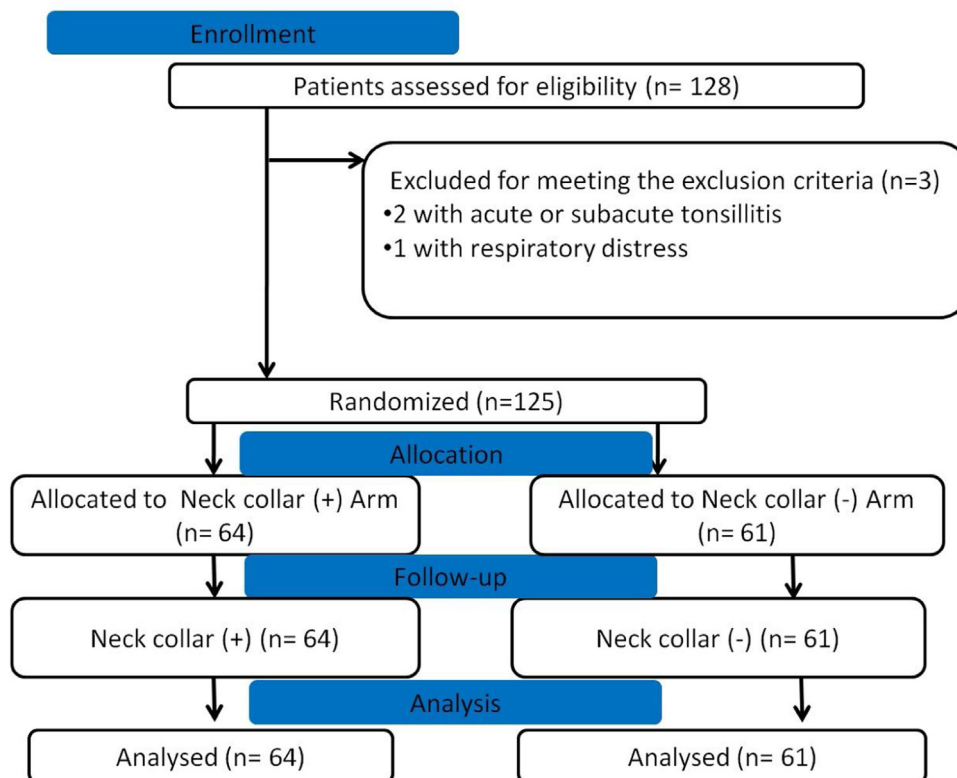 Enrollment
Patients assessed for eligibility (n= 128)
Excluded for meeting the exclusion criteria (n=3)
•2 with acute or subacute tonsillitis
•1 with respiratory distress
Randomized (n=125)
Allocation
Allocated to Neck collar (+) Arm
(n= 64)
Allocated to Neck collar (-) Arm
(n= 61)
Follow-up
Neck collar (+) (n= 64)
Neck collar (-) (n= 61)
Analysis
Analysed (n= 64)
Analysed (n= 61)